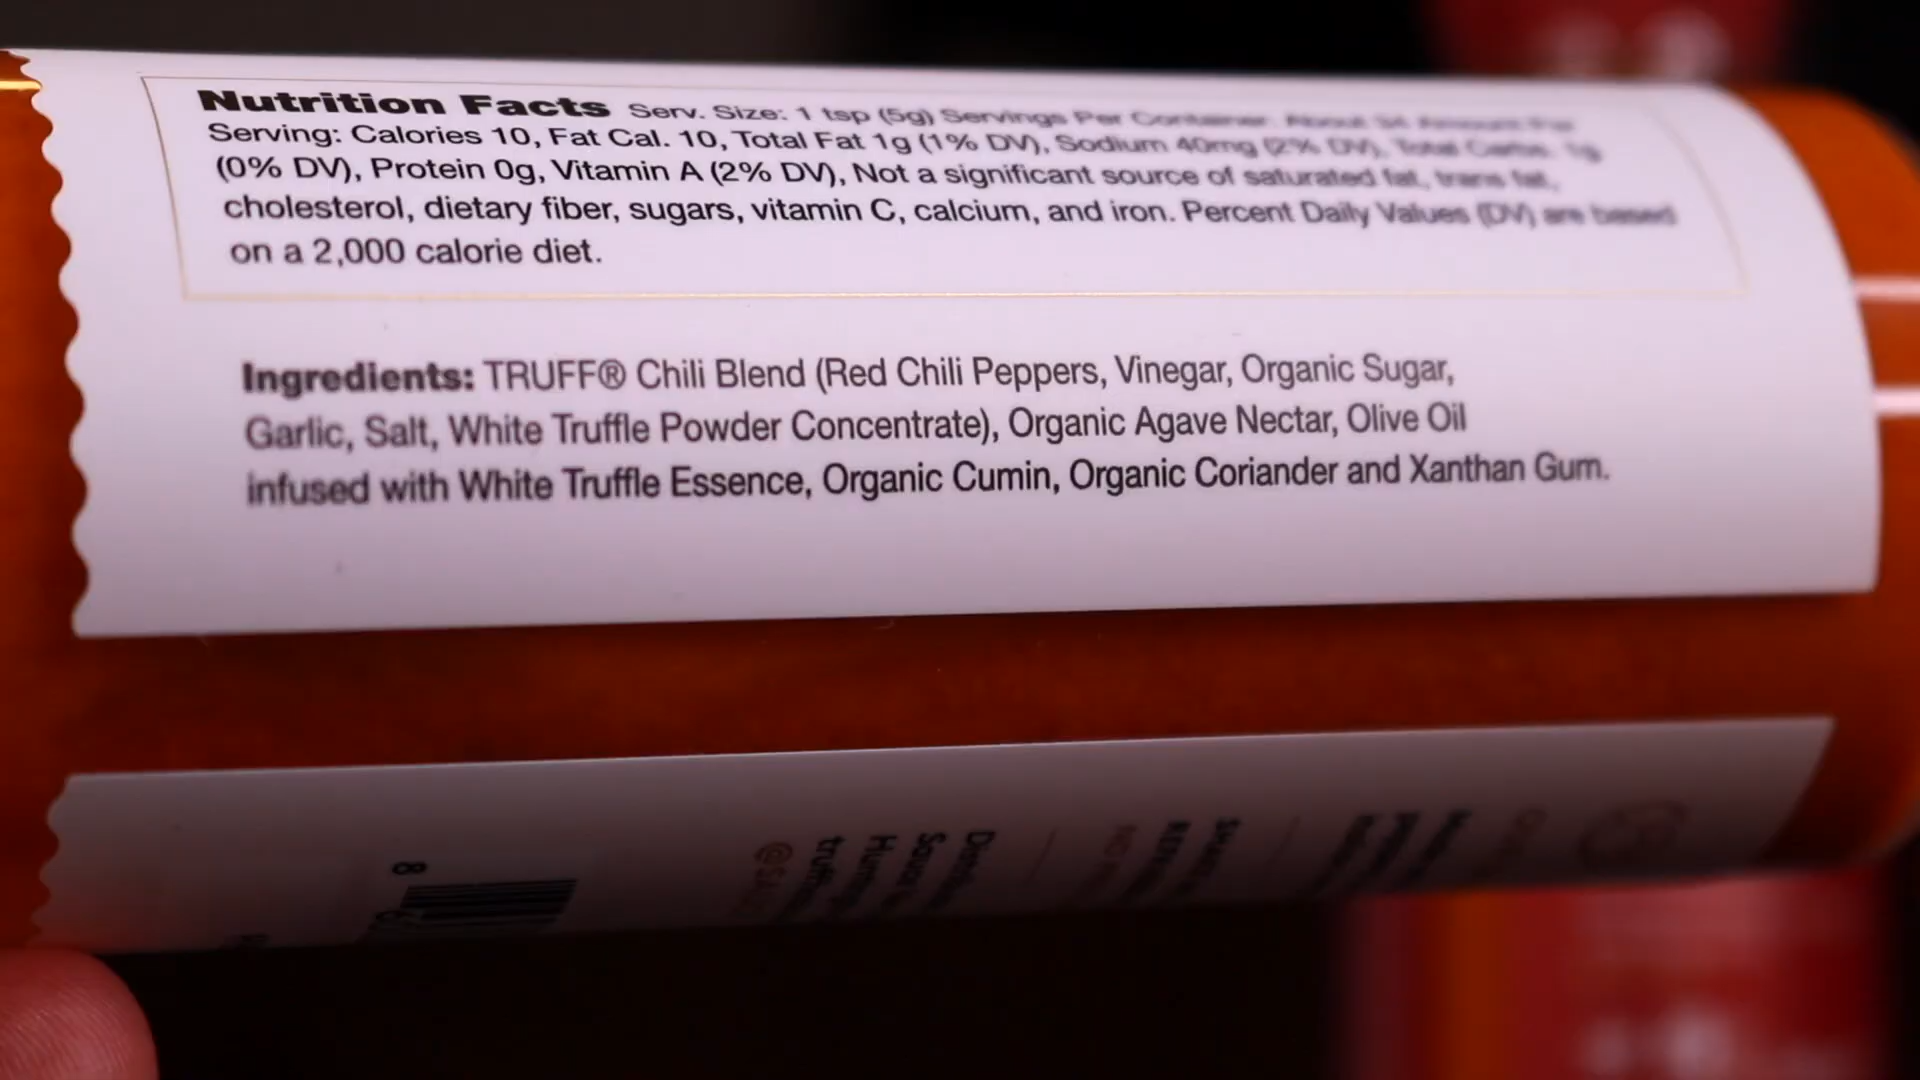 Nutrition Facts Serv. Size: 1 tsp (5g) Servings Per Container: About 34 Amount Per
Serving: Calories 10, Fat Cal. 10, Total Fat 1g (1% DV), Sodium 40mg (2% DV), Total Carbs. 1g
(0% DV), Protein 0g, Vitamin A (2% DV), Not a significant source of saturated fat, trans fat,
cholesterol, dietary fiber, sugars, vitamin C, calcium, and iron. Percent Daily Values (DV) are based
on a 2,000 calorie diet.
Ingredients: TRUFF® Chili Blend (Red Chili Peppers, Vinegar, Organic Sugar,
Garlic, Salt, White Truffle Powder Concentrate), Organic Agave Nectar, Olive Oil
infused with White Truffle Essence, Organic Cumin, Organic Coriander and Xanthan Gum.
8